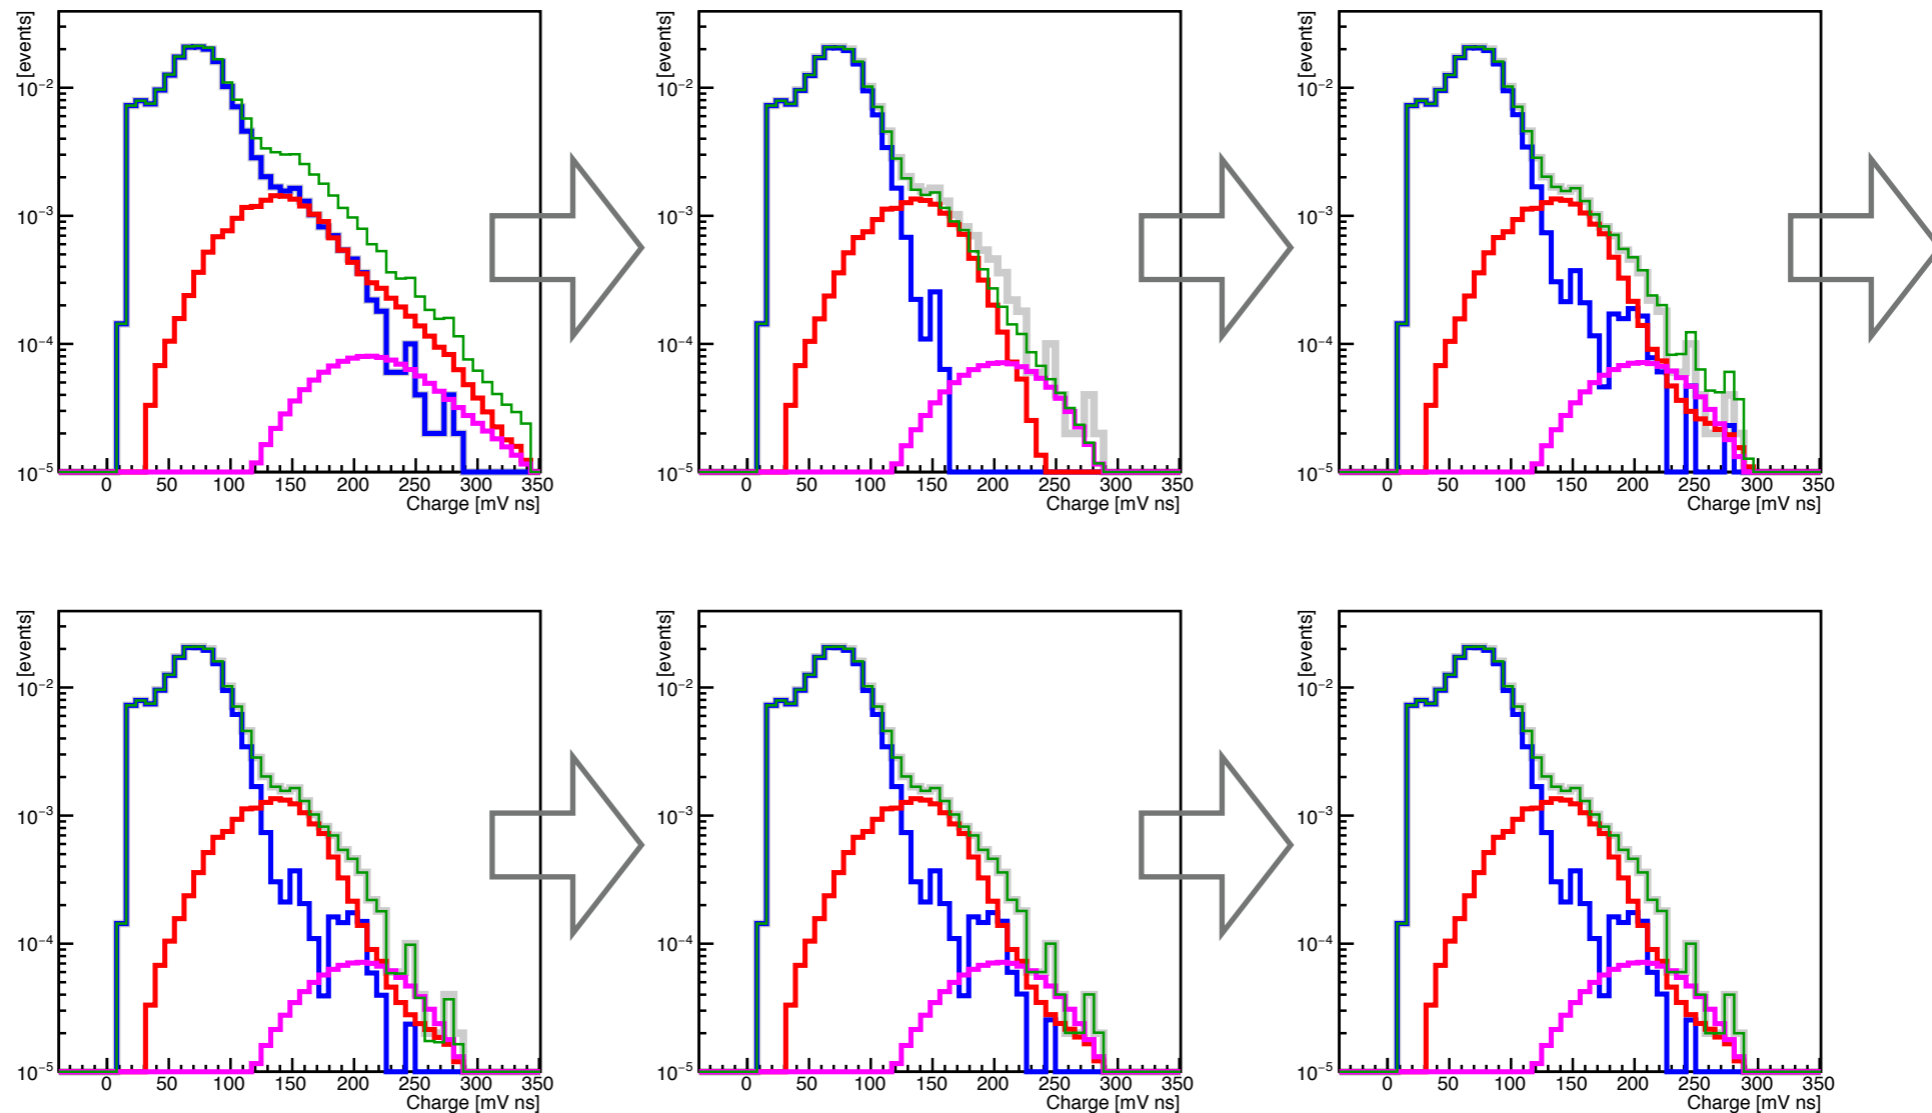 [events] [events] [events]
10⁻² 10⁻² 10⁻²
10⁻³ 10⁻³ 10⁻³
10⁻⁴ 10⁻⁴ 10⁻⁴
10⁻⁵ 10⁻⁵ 10⁻⁵
0 50 100 150 200 250 300 350 0 50 100 150 200 250 300 350 0 50 100 150 200 250 300 350
Charge [mV ns] Charge [mV ns] Charge [mV ns]
[events] [events] [events]
10⁻² 10⁻² 10⁻²
10⁻³ 10⁻³ 10⁻³
10⁻⁴ 10⁻⁴ 10⁻⁴
10⁻⁵ 10⁻⁵ 10⁻⁵
0 50 100 150 200 250 300 350 0 50 100 150 200 250 300 350 0 50 100 150 200 250 300 350
Charge [mV ns] Charge [mV ns] Charge [mV ns]